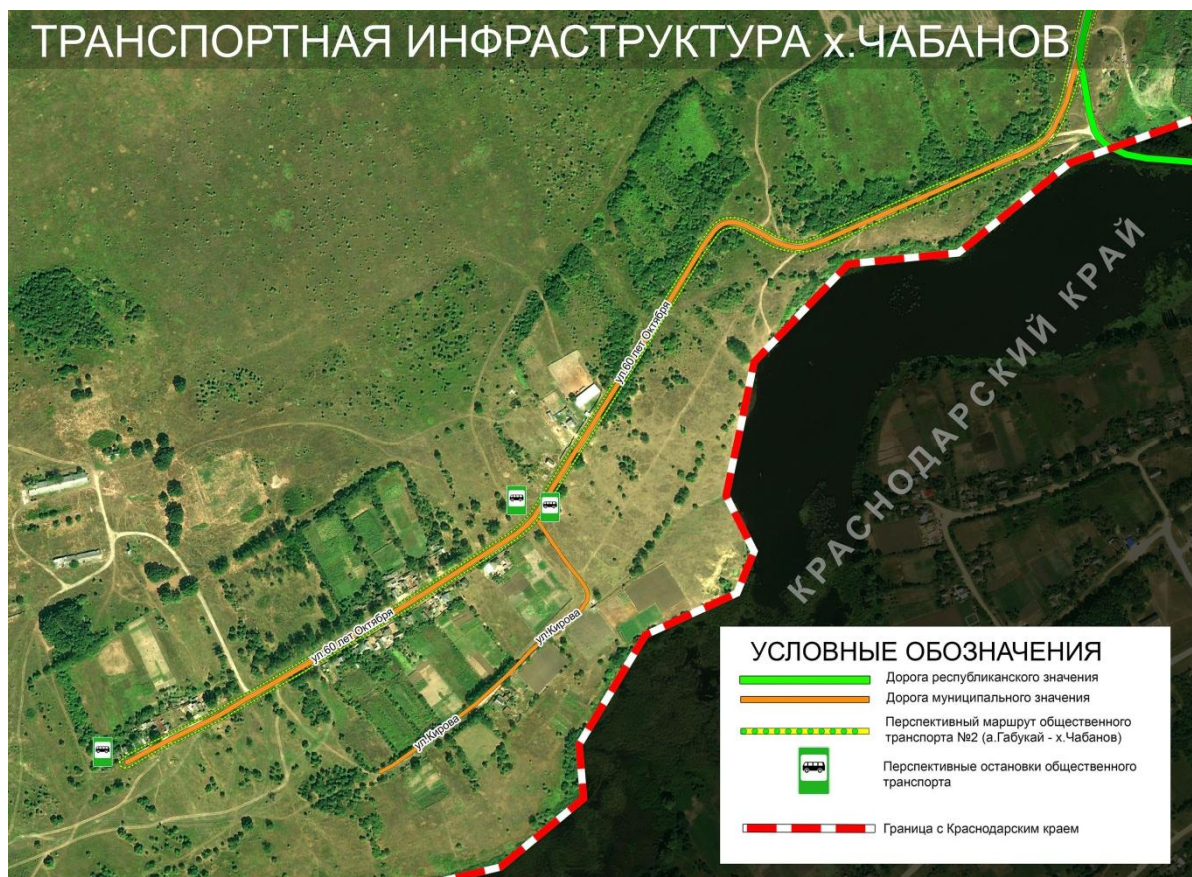 ТРАНСПОРТНАЯ ИНФРАСТРУКТУРА х.ЧАБАНОВ
КРАСНОДАРСКИЙ КРАЙ
ул.60 лет Октября
ул.60 лет Октября
ул.Кирова
ул.Кирова
УСЛОВНЫЕ ОБОЗНАЧЕНИЯ
Дорога республиканского значения
Дорога муниципального значения
Перспективный маршрут общественного
транспорта №2 (а.Габукай - х.Чабанов)
Перспективные остановки общественного
транспорта
Граница с Краснодарским краем